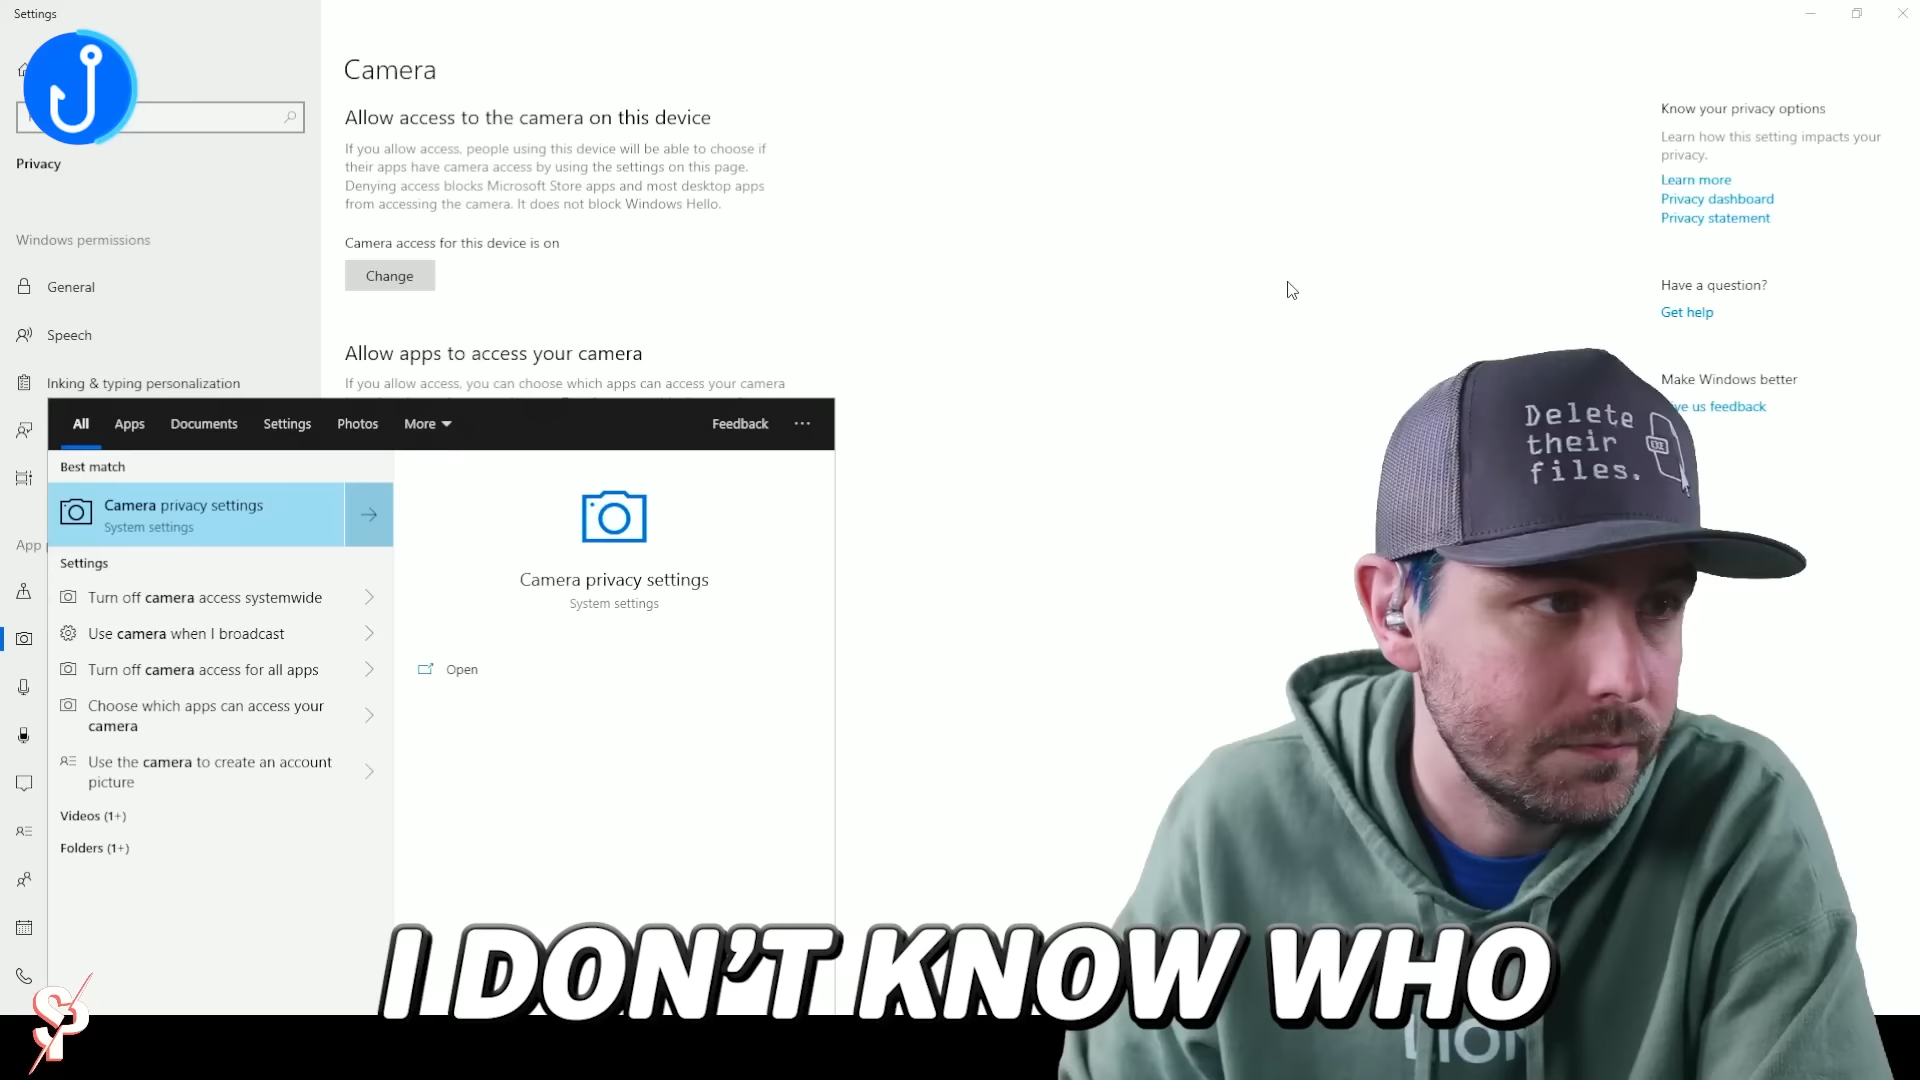 Settings
Privacy
Windows permissions
General
Speech
Inking & typing personalization
App
Camera
Allow access to the camera on this device
If you allow access, people using this device will be able to choose if
their apps have camera access by using the settings on this page.
Denying access blocks Microsoft Store apps and most desktop apps
from accessing the camera. It does not block Windows Hello.
Camera access for this device is on
Change
Allow apps to access your camera
If you allow access, you can choose which apps can access your camera
Know your privacy options
Learn how this setting impacts your
privacy.
Learn more
Privacy dashboard
Privacy statement
Have a question?
Get help
Make Windows better
us feedback
All Apps Documents Settings Photos More Feedback
Best match
Camera privacy settings
System settings
Settings
Turn off camera access systemwide
Use camera when I broadcast
Turn off camera access for all apps
Choose which apps can access your
camera
Use the camera to create an account
picture
Videos (1+)
Folders (1+)
Camera privacy settings
System settings
Open
Delete
their
files.
EXE
I DON'T KNOW WHO
SP